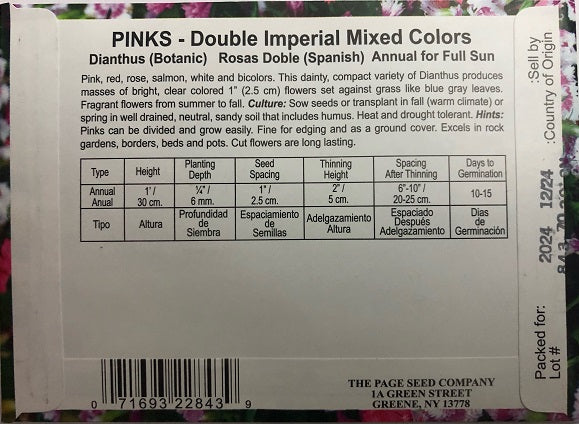 PINKS - Double Imperial Mixed Colors
Dianthus (Botanic) Rosas Doble (Spanish) Annual for Full Sun
Pink, red, rose, salmon, white and bicolors. This dainty, compact variety of Dianthus produces
masses of bright, clear colored 1" (2.5 cm) flowers set against grass like blue gray leaves.
Fragrant flowers from summer to fall. Culture: Sow seeds or transplant in fall (warm climate) or
spring in well drained, neutral, sandy soil that includes humus. Heat and drought tolerant. Hints:
Pinks can be divided and grow easily. Fine for edging and as a ground cover. Excels in rock
gardens, borders, beds and pots. Cut flowers are long lasting.
Type Height Planting Depth Seed Spacing Thinning Height Spacing After Thinning Days to Germination
Annual Anual 1'/ 30 cm. ¼"/ 6 mm. 1"/ 2.5 cm. 2"/ 5 cm. 6"-10"/ 20-25 cm. 10-15
Tipo Altura Profundidad de Siembra Espaciamiento de Semillas Adelgazamiento Altura Espaciado Después Adelgazamiento Dias de Germinación
0 71693 22843 9
THE PAGE SEED COMPANY
1A GREEN STREET
GREENE, NY 13778
Packed for: 2024 12/24 :Sell by
Lot # :Country of Origin